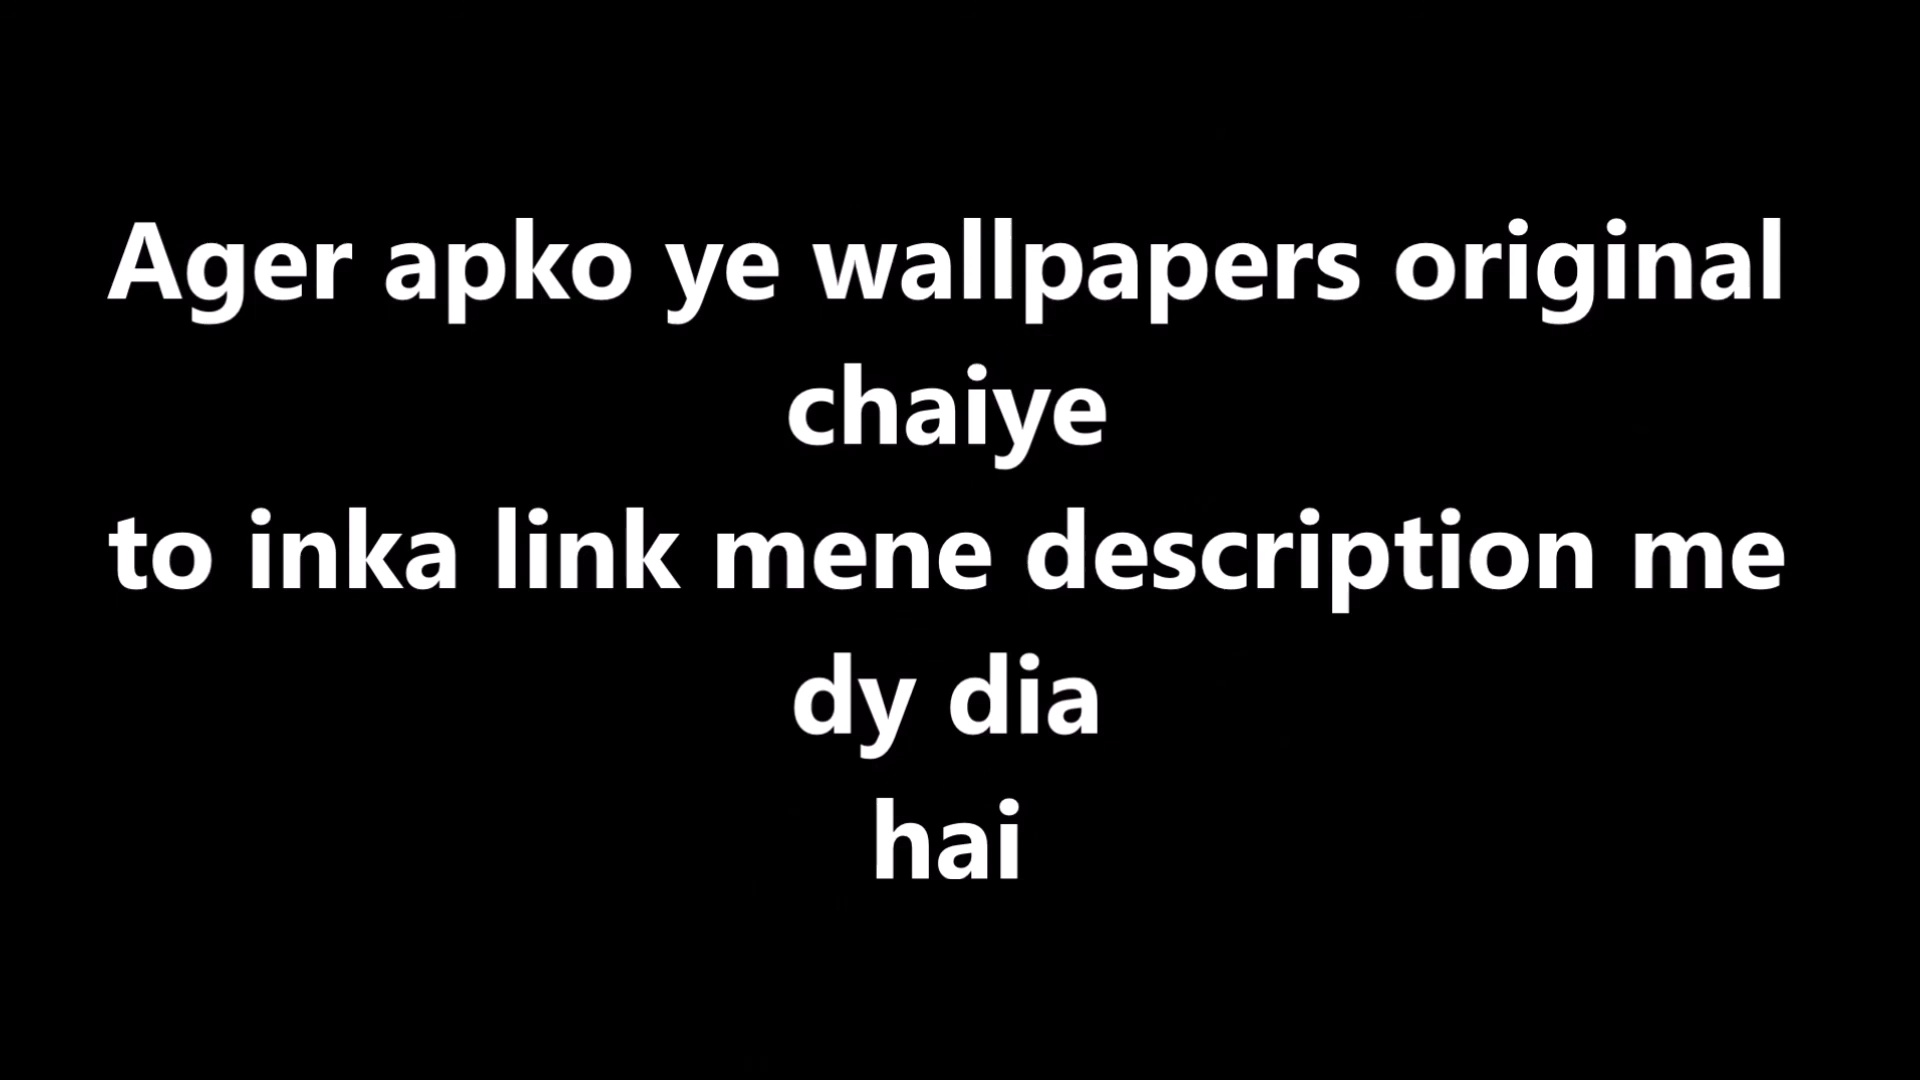 Ager apko ye wallpapers original
chaiye
to inka link mene description me
dy dia
hai